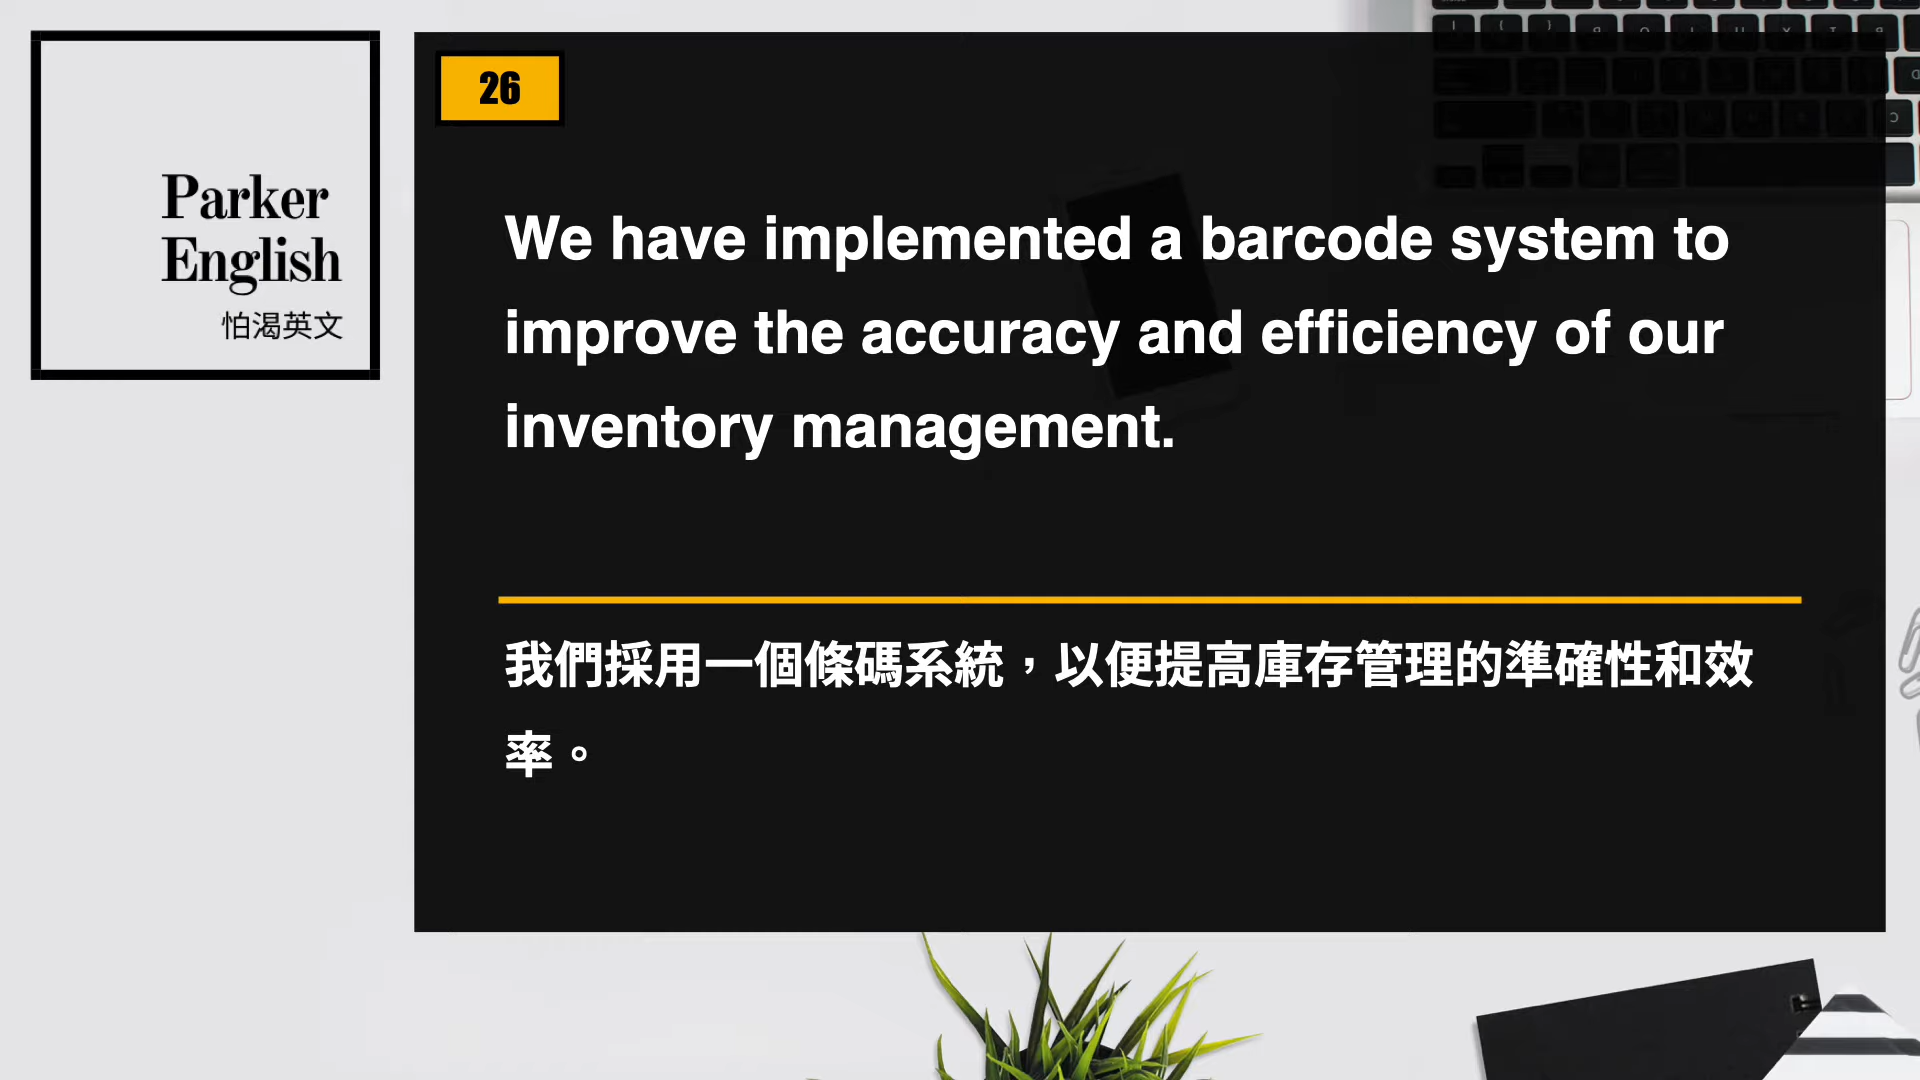 Parker
English
怕渴英文
26
We have implemented a barcode system to
improve the accuracy and efficiency of our
inventory management.
我們採用一個條碼系統，以便提高庫存管理的準確性和效
率。